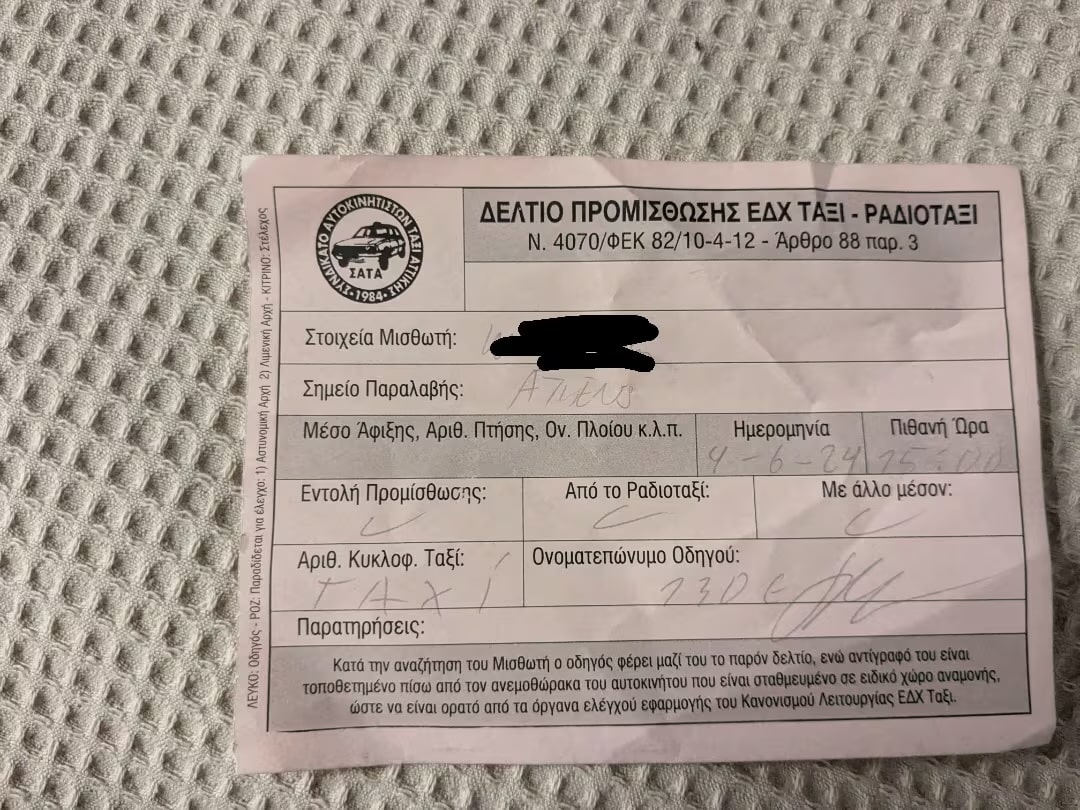 ΣΥΝΔΙΚΑΤΟ ΑΥΤΟΚΙΝΗΤΙΣΤΩΝ ΤΑΞΙ ΑΤΤΙΚΗΣ
ΣΑΤΑ
• 1984 •
ΔΕΛΤΙΟ ΠΡΟΜΙΣΘΩΣΗΣ ΕΔΧ ΤΑΞΙ - ΡΑΔΙΟΤΑΞΙ
Ν. 4070/ΦΕΚ 82/10-4-12 - Άρθρο 88 παρ. 3
Στοιχεία Μισθωτή:
Σημείο Παραλαβής:
Μέσο Άφιξης, Αριθ. Πτήσης, Ον. Πλοίου κ.λ.π.
Ημερομηνία
4-6-24
Πιθανή Ώρα
15:00
Εντολή Προμίσθωσης:
Από το Ραδιοταξί:
Με άλλο μέσον:
Αριθ. Κυκλοφ. Ταξί:
TAXI
Ονοματεπώνυμο Οδηγού:
130 €
Παρατηρήσεις:
Κατά την αναζήτηση του Μισθωτή ο οδηγός φέρει μαζί του το παρόν δελτίο, ενώ αντίγραφό του είναι
τοποθετημένο πίσω από τον ανεμοθώρακα του αυτοκινήτου που είναι σταθμευμένο σε ειδικό χώρο αναμονής,
ώστε να είναι ορατό από τα όργανα ελέγχού εφαρμογής του Κανονισμού Λειτουργίας ΕΔΧ Ταξι.
ΛΕΥΚΟ: Οδηγός - ΡΟΖ: Παραδίδεται για έλεγχο: 1) Αστυνομική Αρχή 2) Λιμενική Αρχή - ΚΙΤΡΙΝΟ: Στέλεχος